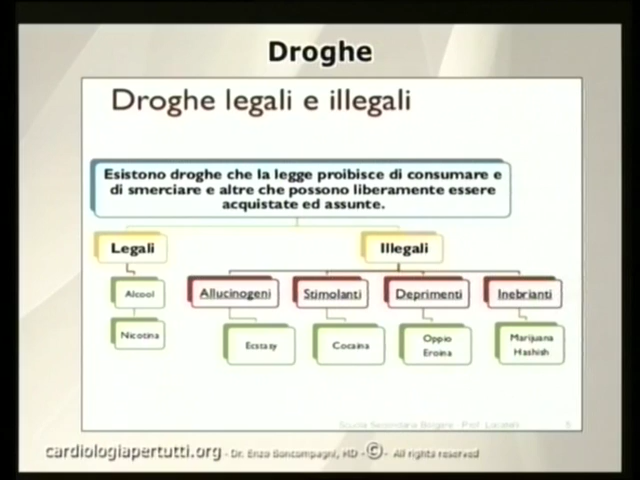 Droghe
Droghe legali e illegali
Esistono droghe che la legge proibisce di consumare e
di smerciare e altre che possono liberamente essere
acquistate ed assunte.
Legali
Illegali
Alcool
Nicotina
Allucinogeni
Stimolanti
Deprimenti
Inebrianti
Ecstasy
Cocaina
Oppio
Eroina
Marijuana
Hashish
Scuola Secondaria Borgaro - Prof.
cardiologiapertutti.org - Dr. Enzo Boncompagni, MD - © - All rights reserved